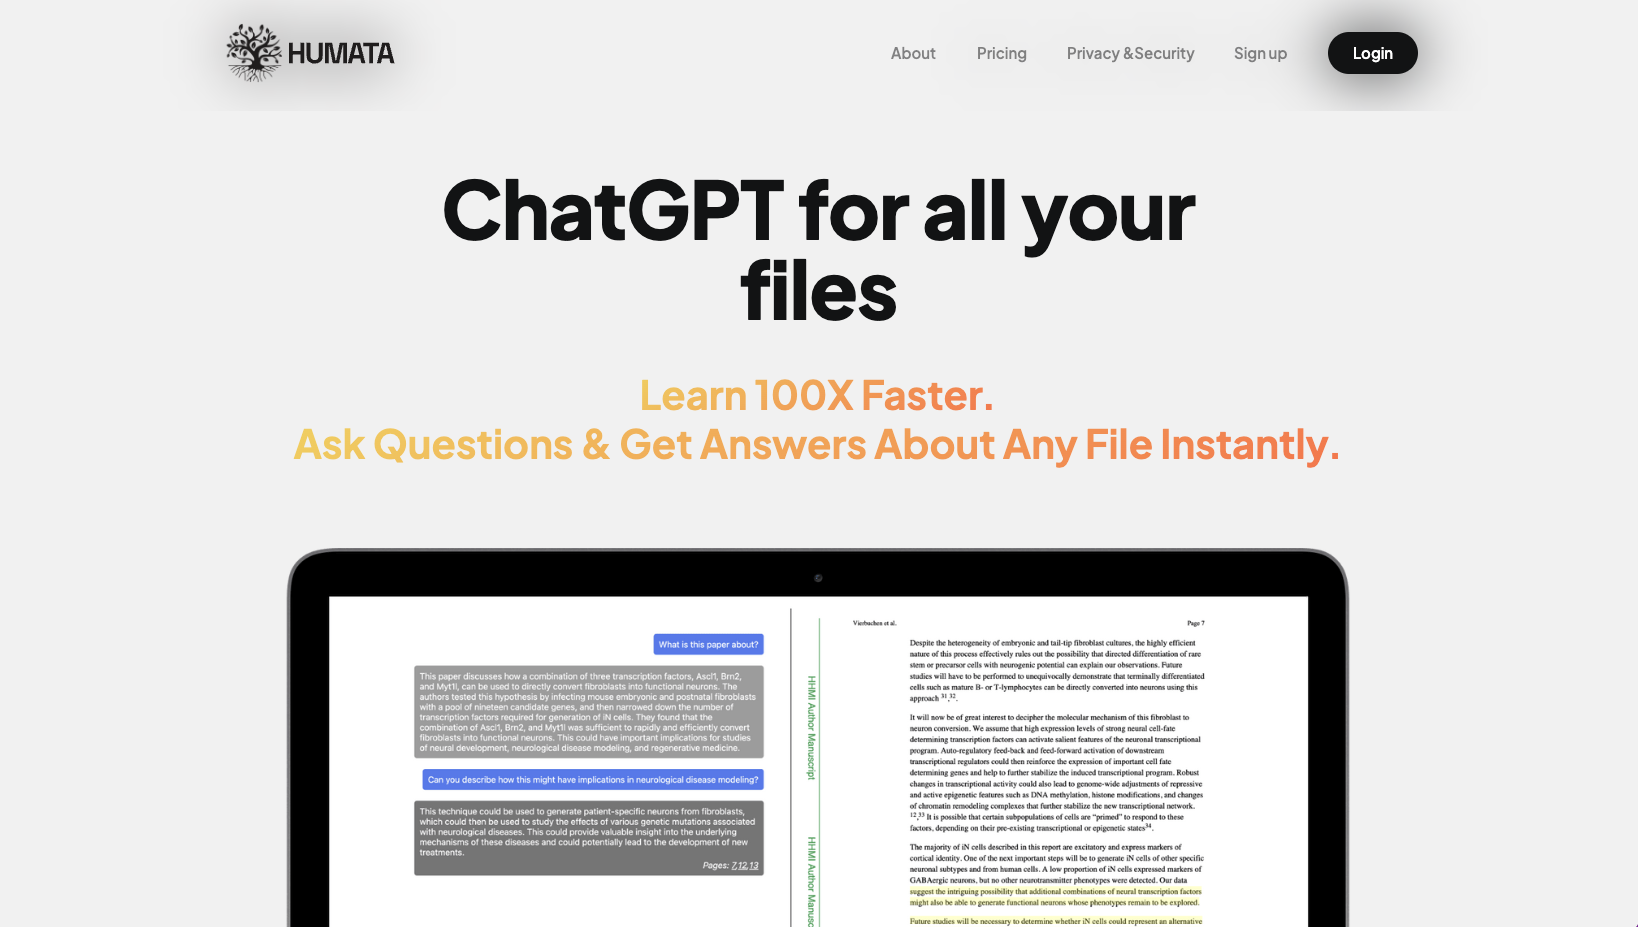 HUMATA
About
Pricing
Privacy &Security
Sign up
Login
ChatGPT for all your
files
Learn 100X Faster.
Ask Questions & Get Answers About Any File Instantly.
What is this paper about?
This paper discusses how a combination of three transcription factors, Ascl1, Brn2,
and Myt1l, can be used to directly convert fibroblasts into functional neurons. The
authors tested this hypothesis by infecting mouse embryonic and postnatal fibroblasts
with a pool of nineteen candidate genes, and then narrowed down the number of
transcription factors required for generation of iN cells. They found that the
combination of Ascl1, Brn2, and Myt1l was sufficient to rapidly and efficiently convert
fibroblasts into functional neurons. This could have important implications for studies
of neural development, neurological disease modeling, and regenerative medicine.
Can you describe how this might have implications in neurological disease modeling?
This technique could be used to generate patient-specific neurons from fibroblasts,
which could then be used to study the effects of various genetic mutations associated
with neurological diseases. This could provide valuable insight into the underlying
mechanisms of these diseases and could potentially lead to the development of new
treatments.
Pages: 7,12,13
HHMI Author Manuscript
HHMI Author Manusc
Vierbuchen et al.
Page 7
Despite the heterogeneity of embryonic and tail-tip fibroblast cultures, the highly efficient
nature of this process effectively rules out the possibility that directed differentiation of rare
stem or precursor cells with neurogenic potential can explain our observations. Future
studies will have to be performed to unequivocally demonstrate that terminally differentiated
cells such as mature B- or T-lymphocytes can be directly converted into neurons using this
approach 31,32.
It will now be of great interest to decipher the molecular mechanism of this fibroblast to
neuron conversion. We assume that high expression levels of strong neural cell-fate
determining transcription factors can activate salient features of the neuronal transcriptional
program. Auto-regulatory feed-back and feed-forward activation of downstream
transcriptional regulators could then reinforce the expression of important cell fate
determining genes and help to further stabilize the induced transcriptional program. Robust
changes in transcriptional activity could also lead to genome-wide adjustments of repressive
and active epigenetic features such as DNA methylation, histone modifications, and changes
of chromatin remodeling complexes that further stabilize the new transcriptional network.
12,33 It is possible that certain subpopulations of cells are “primed” to respond to these
factors, depending on their pre-existing transcriptional or epigenetic states34.
The majority of iN cells described in this report are excitatory and express markers of
cortical identity. One of the next important steps will be to generate iN cells of other specific
neuronal subtypes and from human cells. A low proportion of iN cells expressed markers of
GABAergic neurons, but no other neurotransmitter phenotypes were detected. Our data
suggest the intriguing possibility that additional combinations of neural transcription factors
might also be able to generate functional neurons whose phenotypes remain to be explored.
Future studies will be necessary to determine whether iN cells could represent an alternative